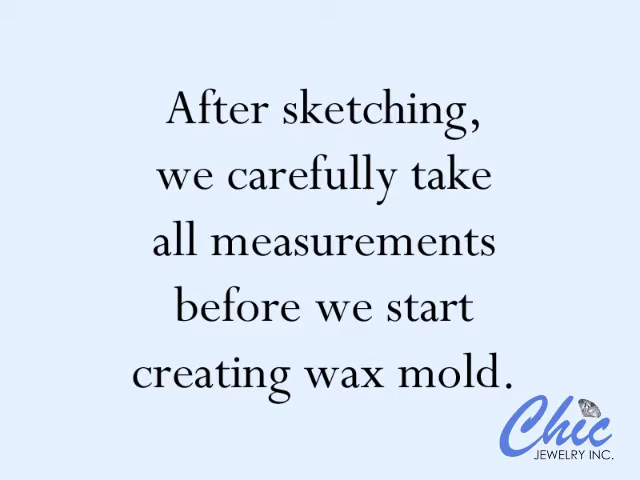 After sketching,
we carefully take
all measurements
before we start
creating wax mold.
Chic
JEWELRY INC.